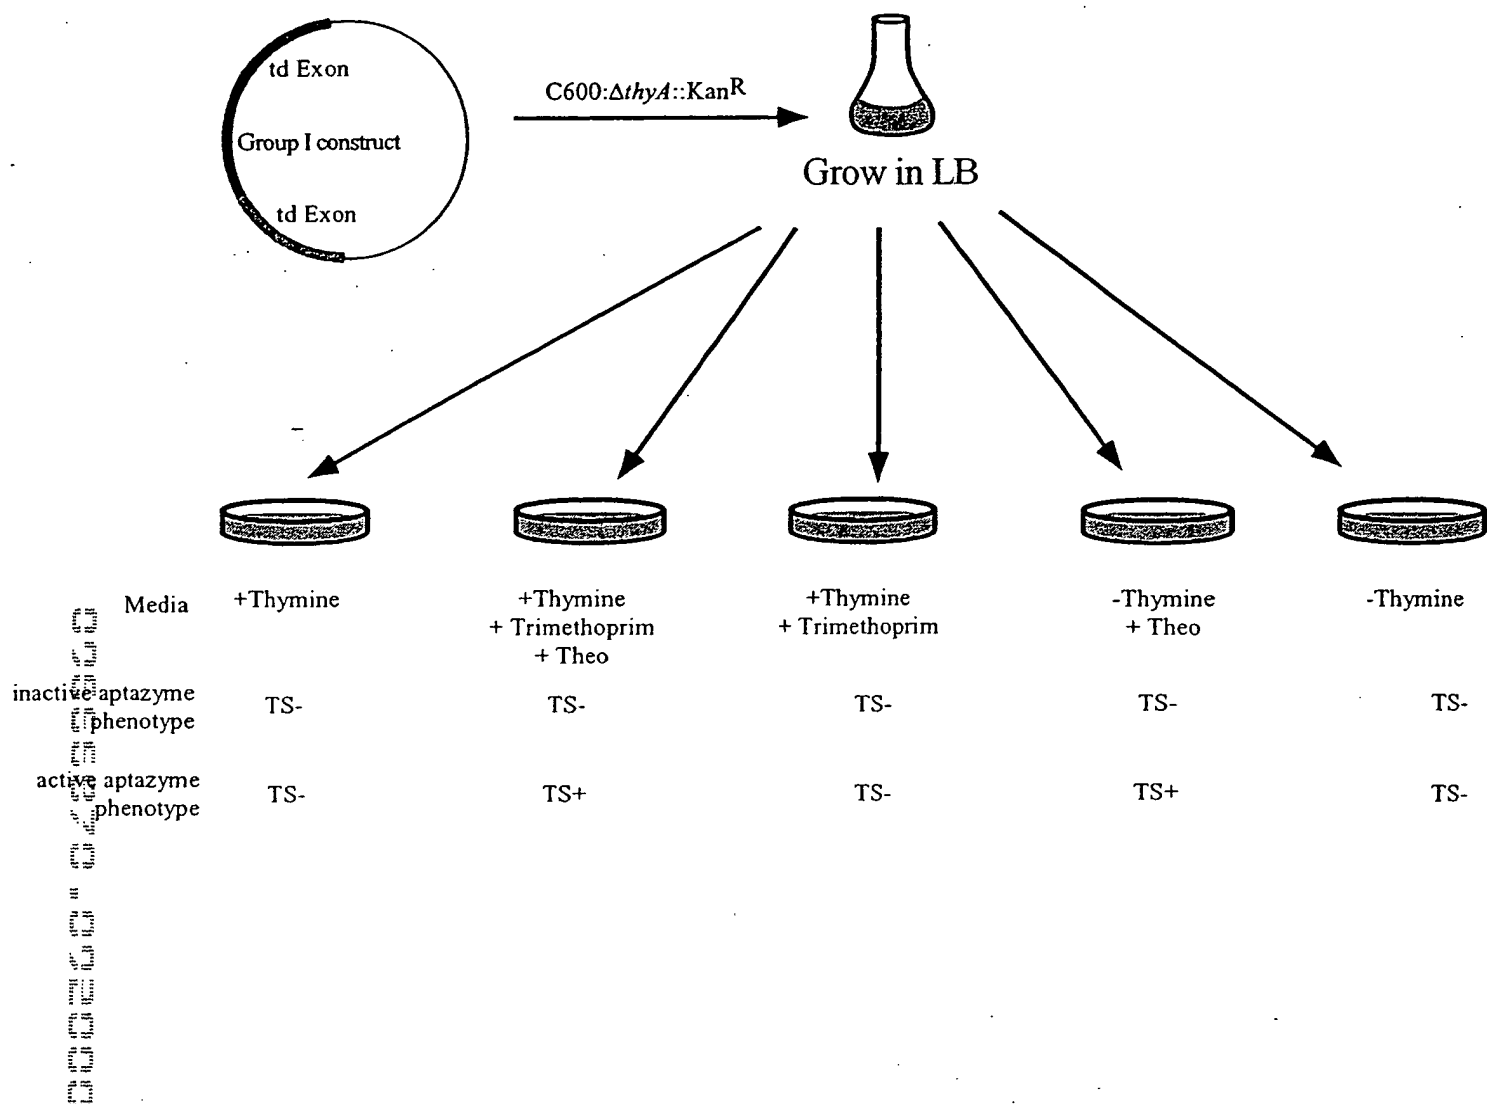 td Exon
Group I construct
td Exon
C600:ΔthyA::KanR
Grow in LB
Media
+Thymine
+Thymine
+ Trimethoprim
+ Theo
+Thymine
+ Trimethoprim
-Thymine
+ Theo
-Thymine
inactive aptazyme
phenotype
TS-
TS-
TS-
TS-
TS-
active aptazyme
phenotype
TS-
TS+
TS-
TS+
TS-